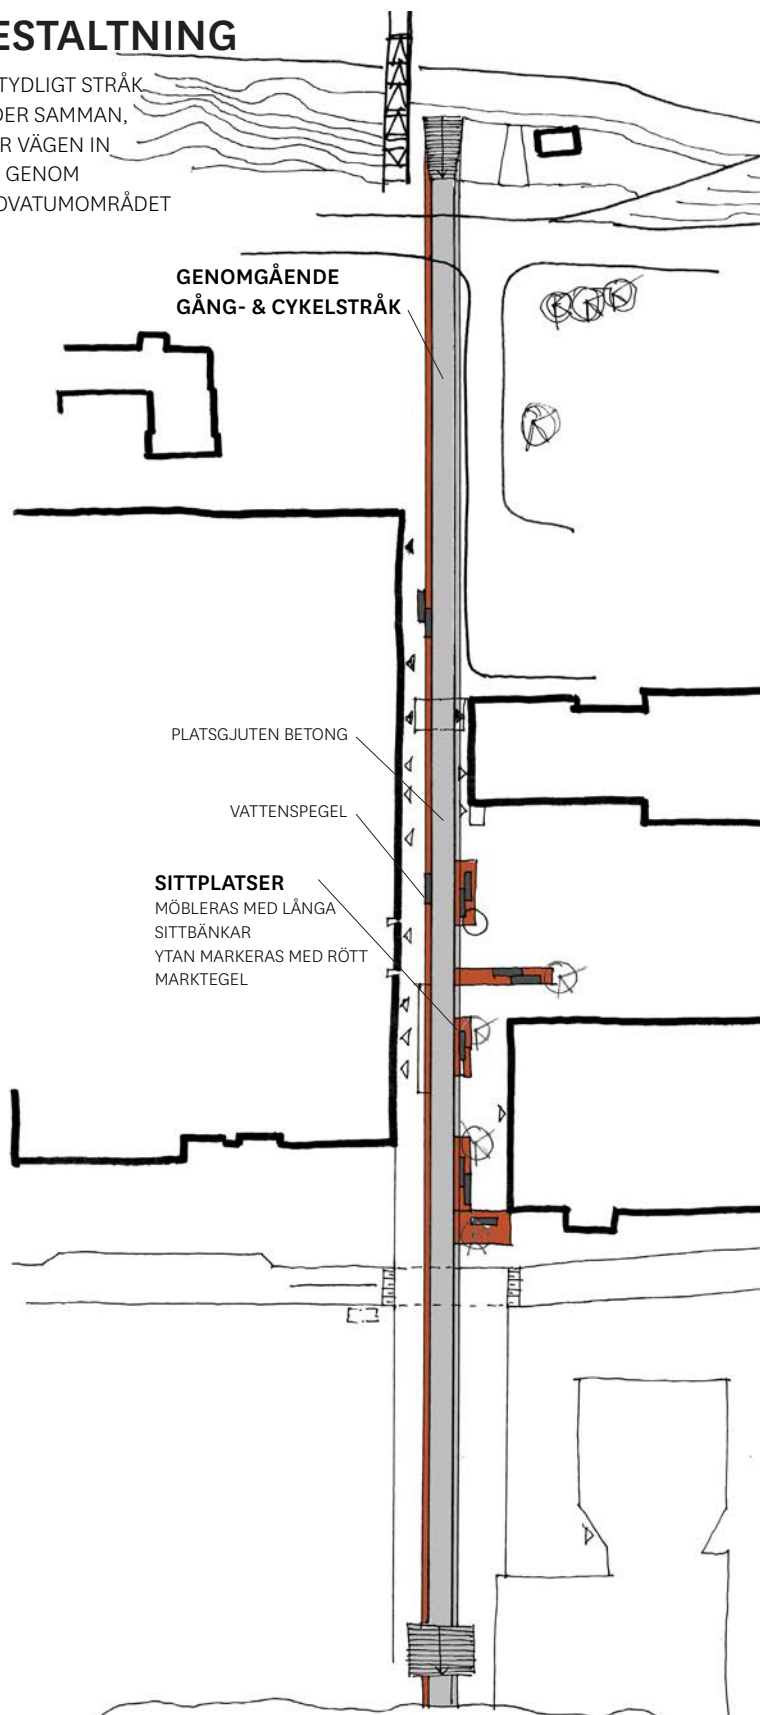 ESTALTNING
TYDLIGT STRÅK
DER SAMMAN,
R VÄGEN IN
GENOM
OVATUMOMRÅDET
GENOMGÅENDE
GÅNG- & CYKELSTRÅK
PLATSGJUTEN BETONG
VATTENSPEGEL
SITTPLATSER
MÖBLERAS MED LÅNGA
SITTBÄNKAR
YTAN MARKERAS MED RÖTT
MARKTEGEL